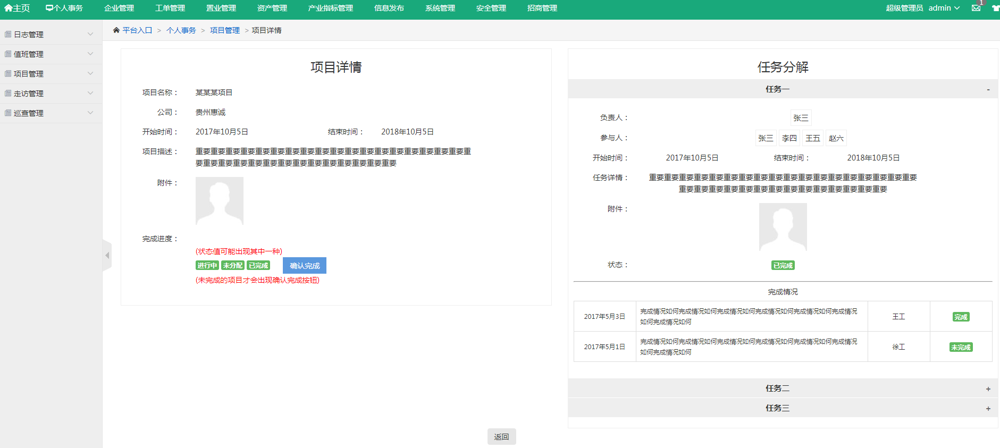 主页 个人事务 企业管理 工单管理 置业管理 资产管理 产业指标管理 信息发布 系统管理 安全管理 招商管理 超级管理员 admin 1
日志管理
值班管理
项目管理
走访管理
巡查管理
平台入口 > 个人事务 > 项目管理 > 项目详情
项目详情
项目名称： 某某某项目
公司： 贵州惠诚
开始时间： 2017年10月5日 结束时间： 2018年10月5日
项目描述： 重要重要重要重要重要重要重要重要重要重要重要重要重要重要重要重要重要重要重
要重要重要重要重要重要重要重要重要重要重要重要重要重要
附件：
完成进度：
(状态值可能出现其中一种)
进行中 未分配 已完成 确认完成
(未完成的项目才会出现确认完成按钮)
任务分解
任务一 -
负责人： 张三
参与人： 张三 李四 王五 赵六
开始时间： 2017年10月5日 结束时间： 2018年10月5日
任务详情： 重要重要重要重要重要重要重要重要重要重要重要重要重要重要重要重要重要重要
重要重要重要重要重要重要重要重要重要重要重要重要重要重要
附件：
状态： 已完成
完成情况
2017年5月3日 完成情况如何完成情况如何完成情况如何完成情况如何完成情况如何完成情况 王工 完成
如何完成情况如何
2017年5月1日 完成情况如何完成情况如何完成情况如何完成情况如何完成情况如何完成情况 徐工 未完成
如何完成情况如何
任务二 +
任务三 +
返回